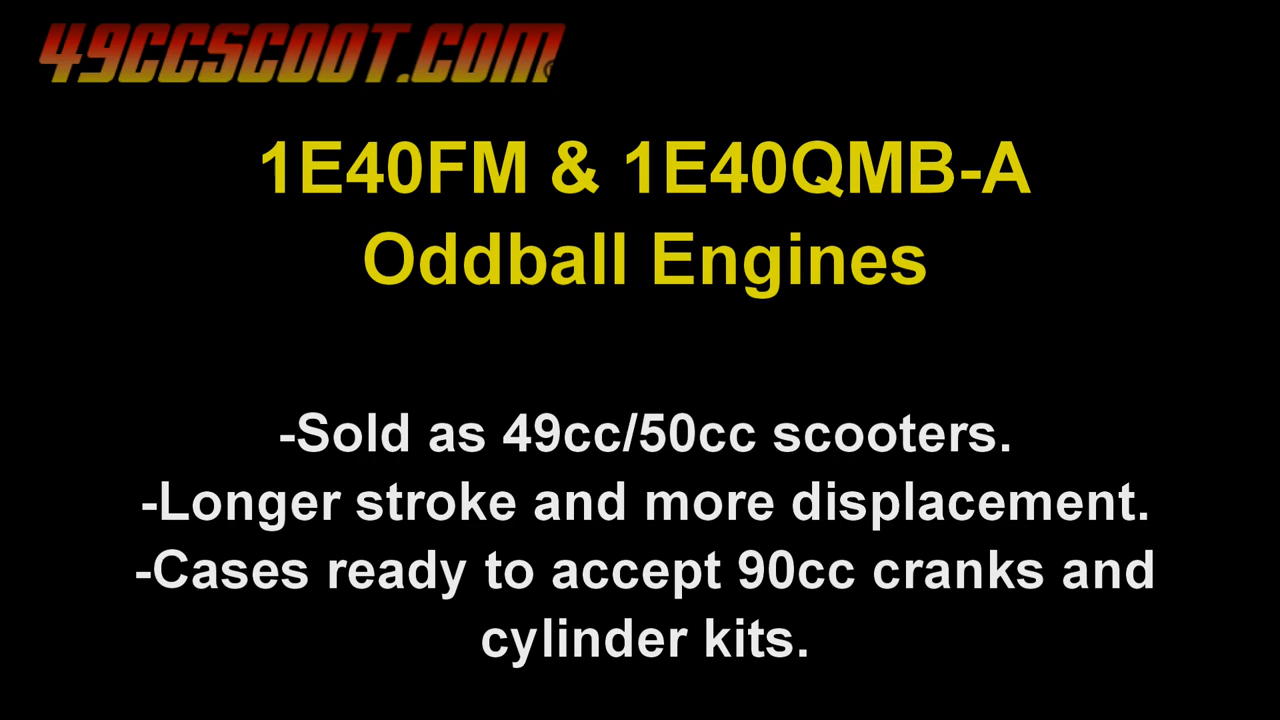 49CCSCOOT.COM
1E40FM & 1E40QMB-A
Oddball Engines
-Sold as 49cc/50cc scooters.
-Longer stroke and more displacement.
-Cases ready to accept 90cc cranks and
cylinder kits.